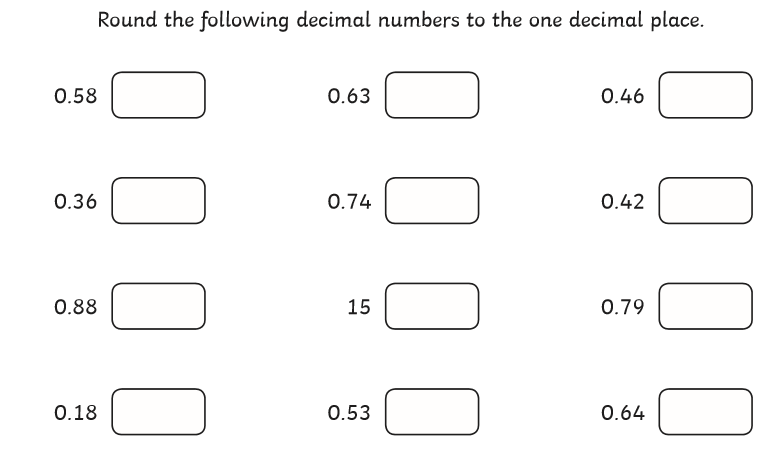 Round the following decimal numbers to the one decimal place.
0.58 0.63 0.46
0.36 0.74 0.42
0.88 15 0.79
0.18 0.53 0.64